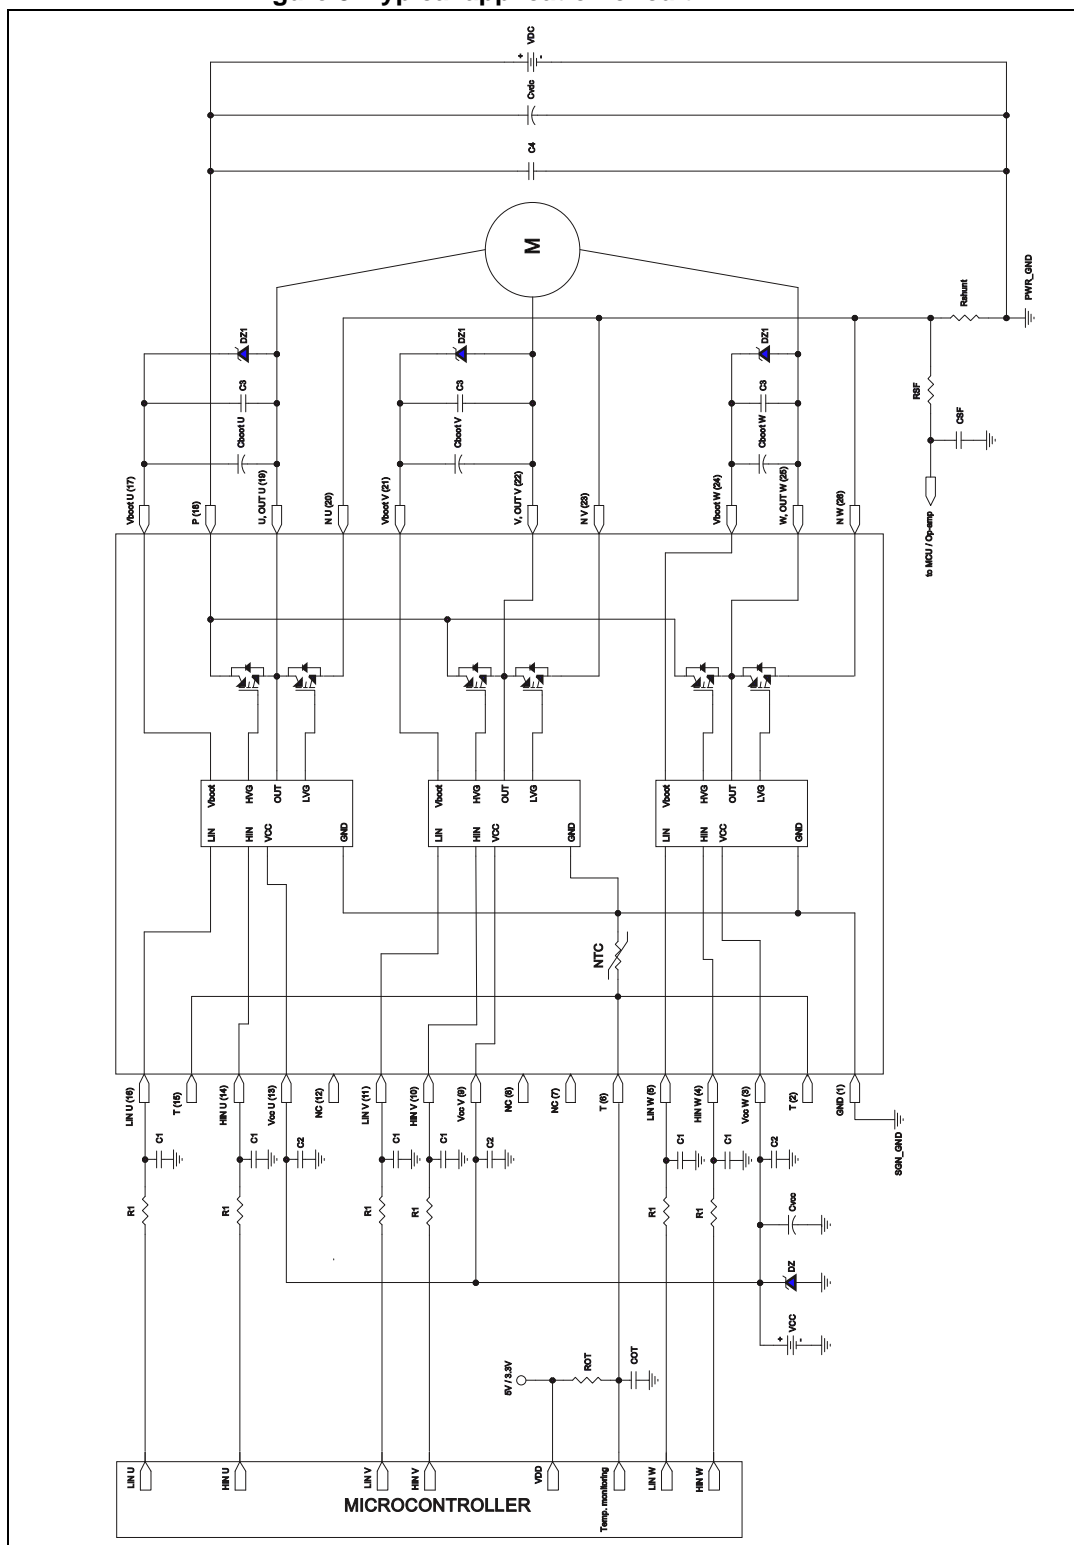 VDC
+
-
Cvdc
C4
M
Rshunt
PWR_GND
DZ1
DZ1
DZ1
C3
C3
C3
RSF
CSF
Cboot U
Cboot V
Cboot W
Vboot U (17)
P (18)
U, OUT U (19)
N U (20)
Vboot V (21)
V, OUT V (22)
N V (23)
Vboot W (24)
W, OUT W (25)
N W (26)
to MCU / Op-amp
Vboot
HVG
OUT
LVG
LIN
HIN
VCC
GND
Vboot
HVG
OUT
LVG
LIN
HIN
VCC
GND
Vboot
HVG
OUT
LVG
LIN
HIN
VCC
GND
NTC
LIN U (16)
T (15)
HIN U (14)
Vcc U (13)
NC (12)
LIN V (11)
HIN V (10)
Vcc V (9)
NC (8)
NC (7)
T (6)
LIN W (5)
HIN W (4)
Vcc W (3)
T (2)
GND (1)
SGN_GND
C1
C1
C2
C1
C1
C2
C1
C1
C2
R1
R1
R1
R1
R1
R1
Cvcc
DZ
VCC
+
-
5V / 3.3V
ROT
COT
LIN U
HIN U
LIN V
HIN V
VDD
Temp. monitoring
LIN W
HIN W
MICROCONTROLLER